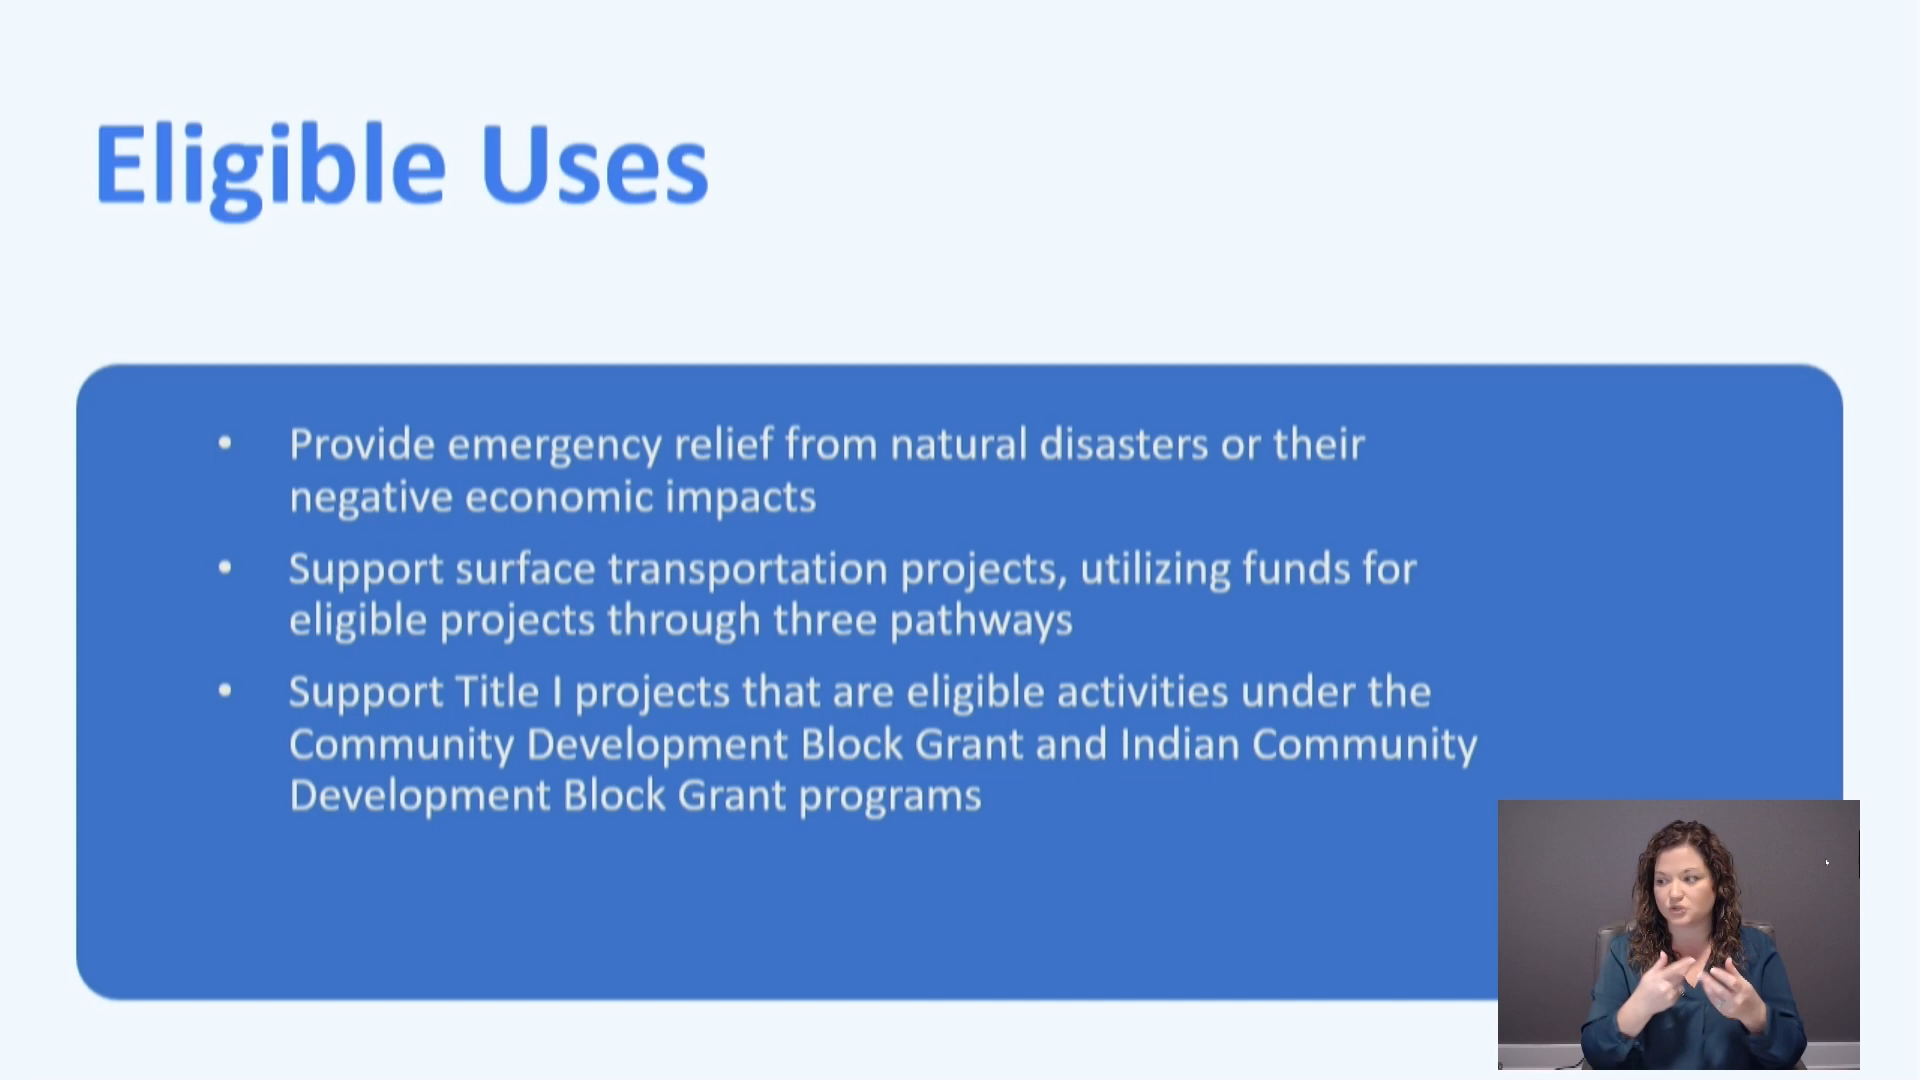 Eligible Uses
• Provide emergency relief from natural disasters or their
negative economic impacts
• Support surface transportation projects, utilizing funds for
eligible projects through three pathways
• Support Title I projects that are eligible activities under the
Community Development Block Grant and Indian Community
Development Block Grant programs